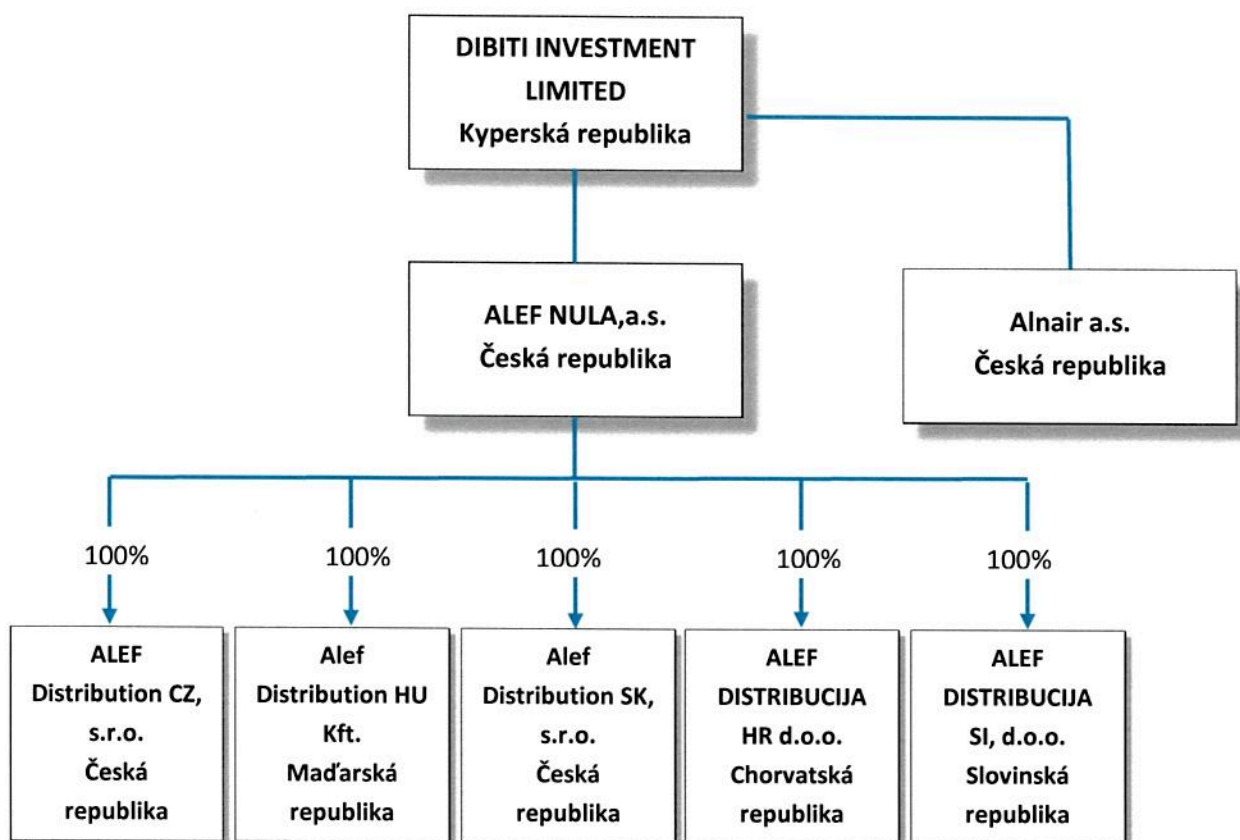 DIBITI INVESTMENT
LIMITED
Kyperská republika
ALEF NULA,a.s.
Česká republika
Alnair a.s.
Česká republika
100%
100%
100%
100%
100%
ALEF
Distribution CZ,
s.r.o.
Česká
republika
Alef
Distribution HU
Kft.
Maďarská
republika
Alef
Distribution SK,
s.r.o.
Česká
republika
ALEF
DISTRIBUCIJA
HR d.o.o.
Chorvatská
republika
ALEF
DISTRIBUCIJA
SI, d.o.o.
Slovinská
republika